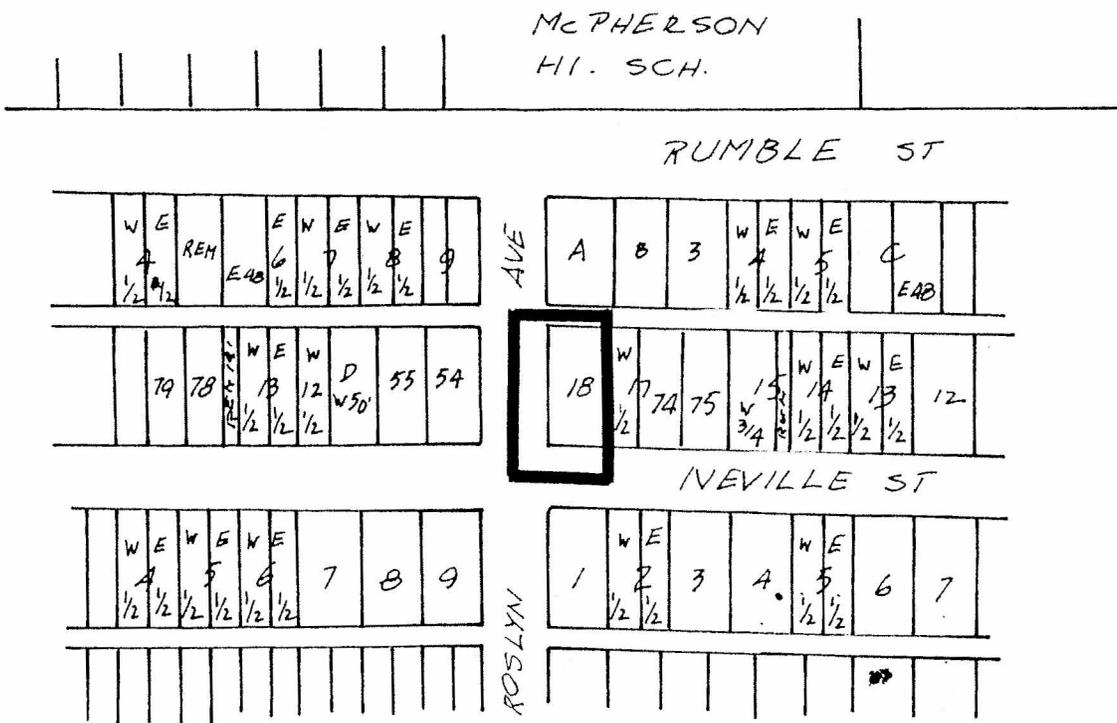 McPHERSON
HI. SCH.
RUMBLE ST
W E REM E48 E W E W E
4 6 7 8 9
1/2 1/2 1/2 1/2 1/2 1/2 1/2
AVE
A B 3 W E W E C E48
4 5
1/2 1/2 1/2 1/2
79 78 W E W D 55 54
13 12 W50'
1/2 1/2 1/2
18 W 17 74 75 15 W E W E 12
1/2 W 3/4 14 13
1/2 1/2 1/2 1/2
NEVILLE ST
W E W E W E
4 5 6 7 8 9
1/2 1/2 1/2 1/2 1/2 1/2
W E W E
1 2 3 4 5 6 7
1/2 1/2 1/2 1/2
ROSLYN